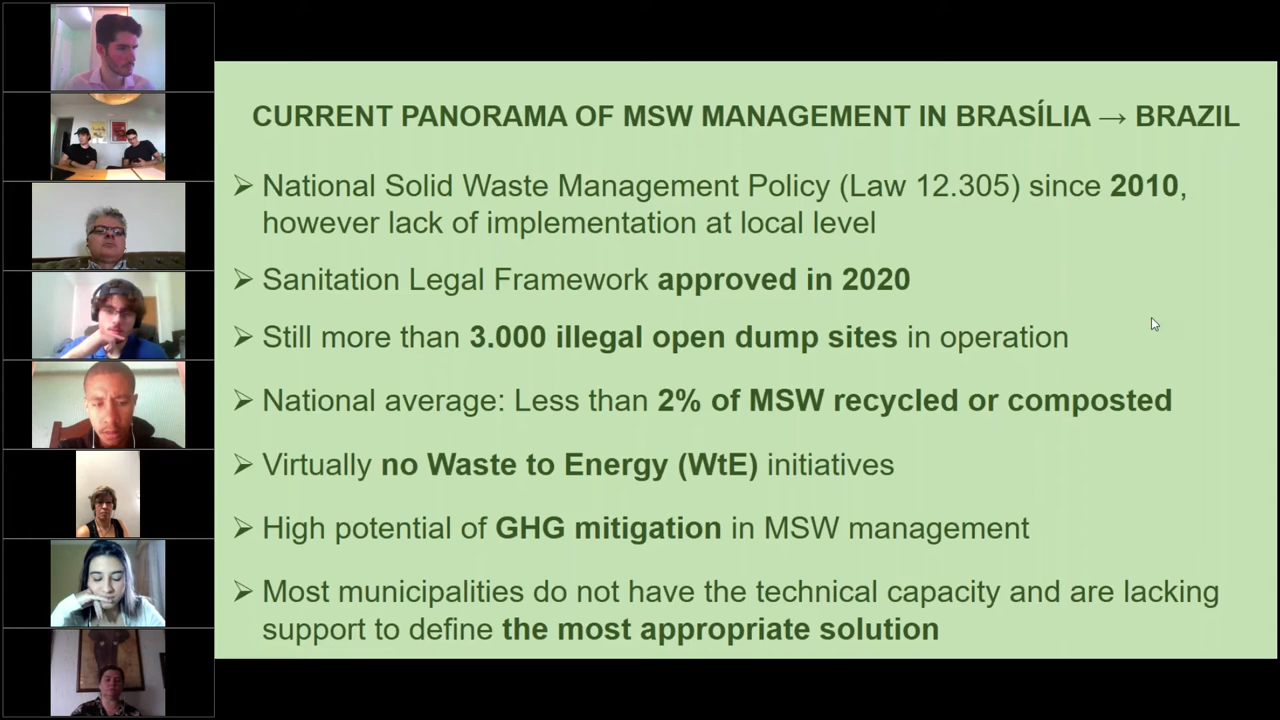 CURRENT PANORAMA OF MSW MANAGEMENT IN BRASÍLIA → BRAZIL
➢ National Solid Waste Management Policy (Law 12.305) since 2010,
however lack of implementation at local level
➢ Sanitation Legal Framework approved in 2020
➢ Still more than 3.000 illegal open dump sites in operation
➢ National average: Less than 2% of MSW recycled or composted
➢ Virtually no Waste to Energy (WtE) initiatives
➢ High potential of GHG mitigation in MSW management
➢ Most municipalities do not have the technical capacity and are lacking
support to define the most appropriate solution